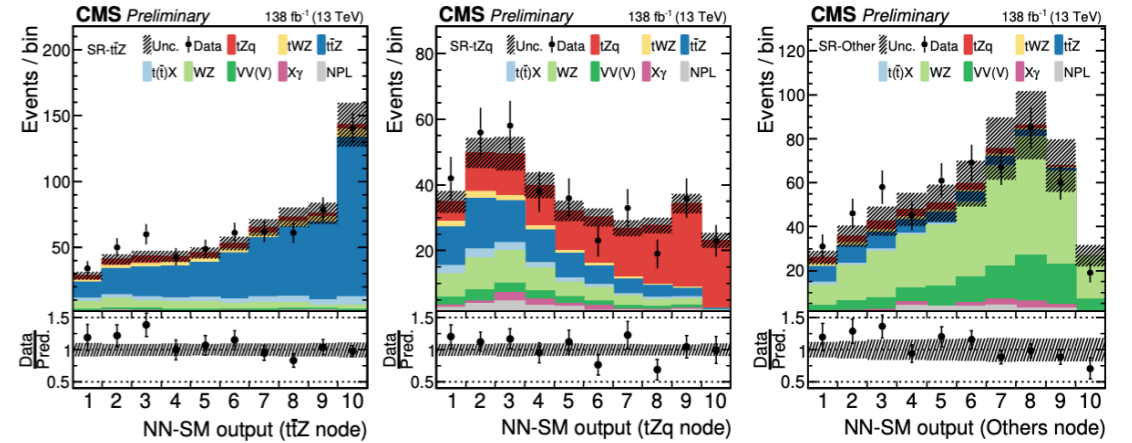 CMS Preliminary 138 fb⁻¹ (13 TeV)
SR-tt̄Z Unc. Data tZq tWZ tt̄Z
t(t̄)X WZ VV(V) Xγ NPL
Events / bin
200
150
100
50
Data
Pred.
1.5
1
0.5
1 2 3 4 5 6 7 8 9 10
NN-SM output (tt̄Z node)
CMS Preliminary 138 fb⁻¹ (13 TeV)
SR-tZq Unc. Data tZq tWZ tt̄Z
t(t̄)X WZ VV(V) Xγ NPL
Events / bin
80
60
40
20
Data
Pred.
1.5
1
0.5
1 2 3 4 5 6 7 8 9 10
NN-SM output (tZq node)
CMS Preliminary 138 fb⁻¹ (13 TeV)
SR-Other Unc. Data tZq tWZ tt̄Z
t(t̄)X WZ VV(V) Xγ NPL
Events / bin
120
100
80
60
40
20
Data
Pred.
1.5
1
0.5
1 2 3 4 5 6 7 8 9 10
NN-SM output (Others node)